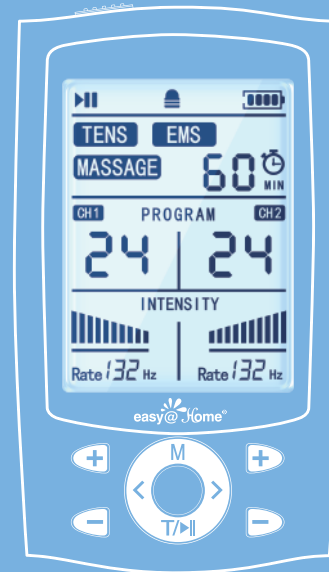 TENS EMS
MASSAGE 60 MIN
CH1 PROGRAM CH2
24 24
INTENSITY
Rate 132 Hz Rate 132 Hz
easy@Home®
+ M +
< >
- T/⏯ -